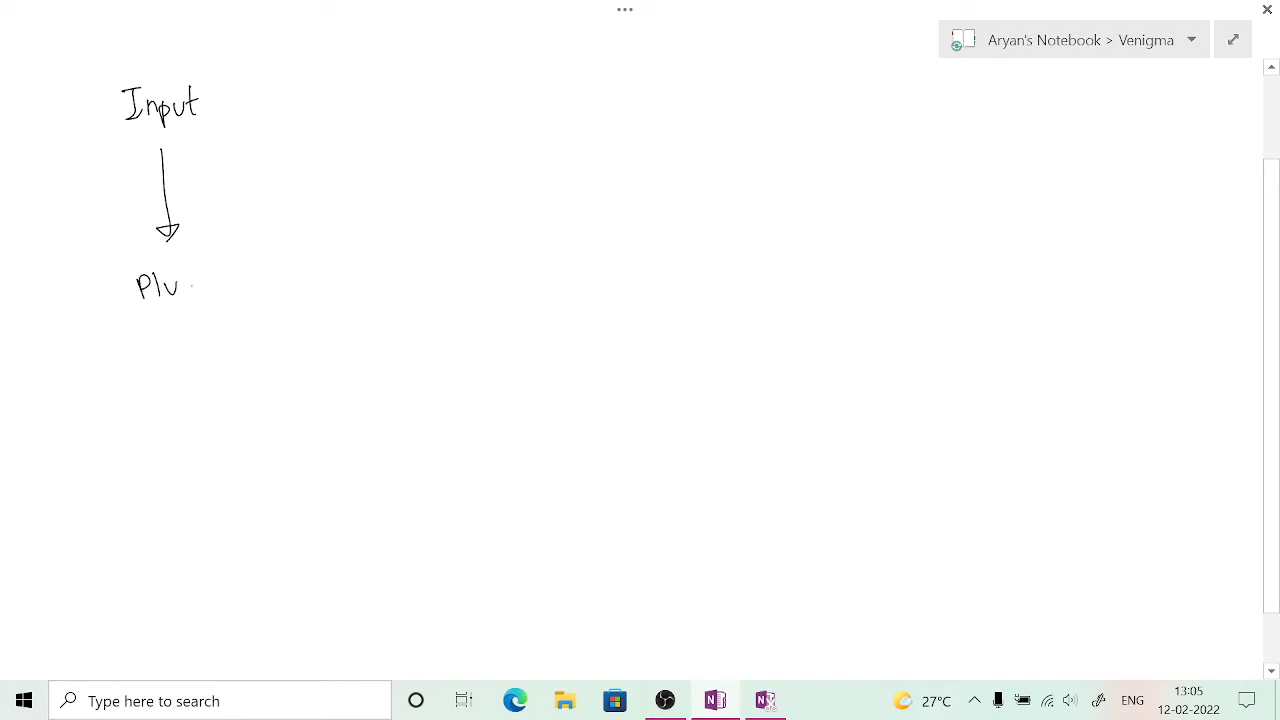 Aryan's Notebook > Venigma
Input
Plu
Type here to search
27°C
ENG
13:05
12-02-2022